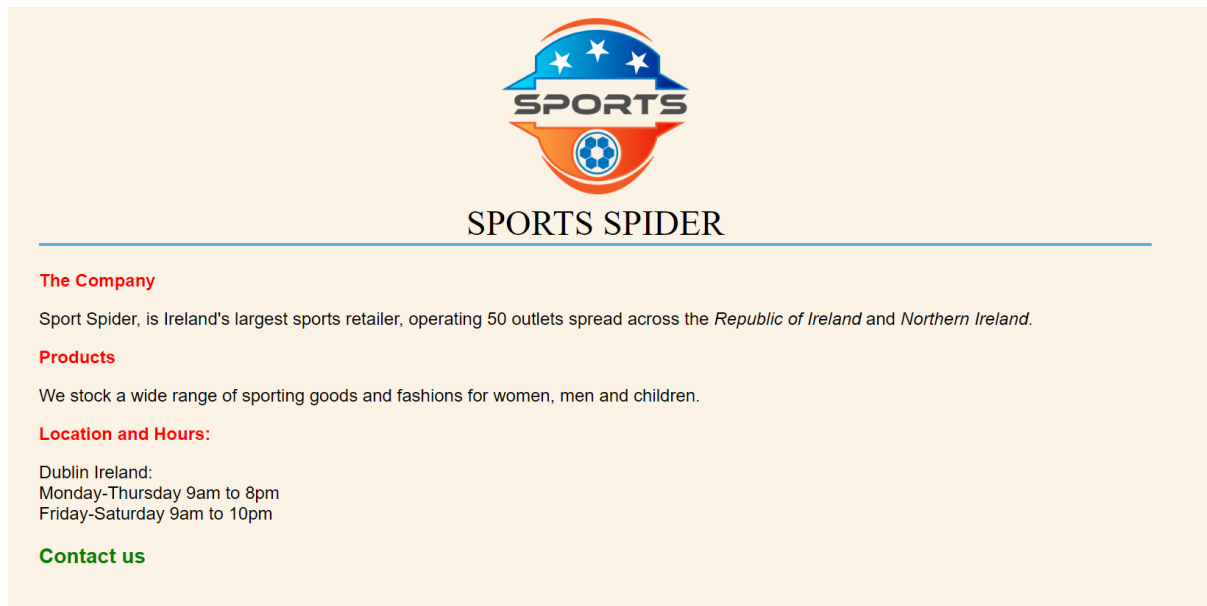 SPORTS
SPORTS SPIDER
The Company
Sport Spider, is Ireland's largest sports retailer, operating 50 outlets spread across the Republic of Ireland and Northern Ireland.
Products
We stock a wide range of sporting goods and fashions for women, men and children.
Location and Hours:
Dublin Ireland:
Monday-Thursday 9am to 8pm
Friday-Saturday 9am to 10pm
Contact us